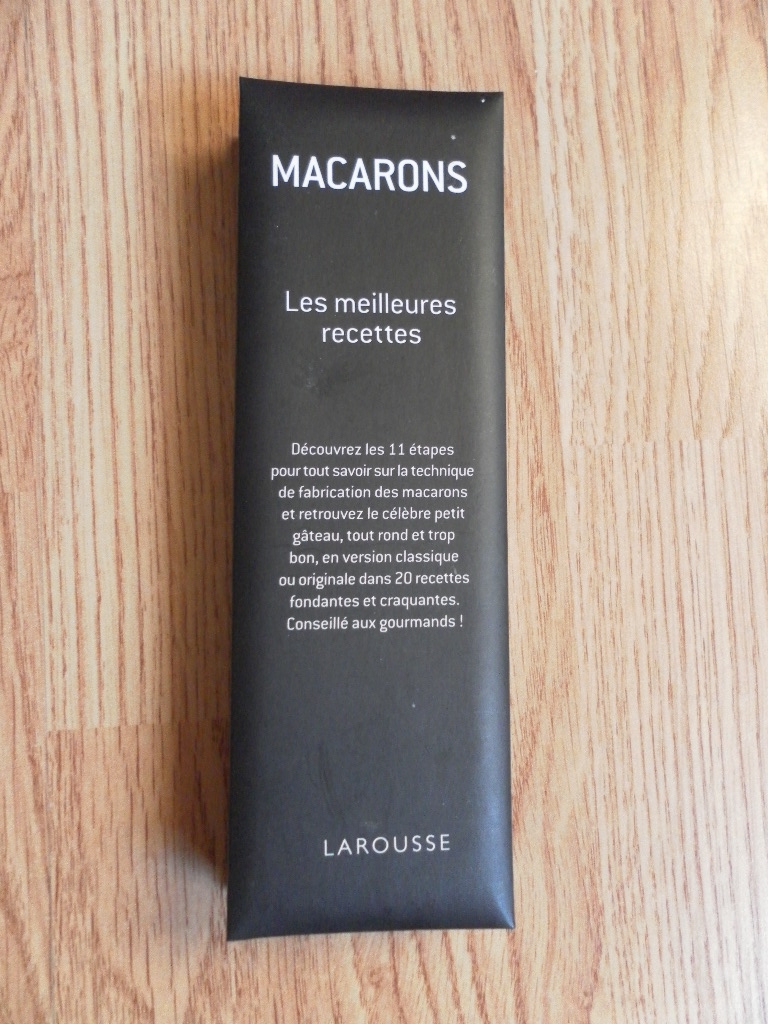 MACARONS
Les meilleures
recettes
Découvrez les 11 étapes
pour tout savoir sur la technique
de fabrication des macarons
et retrouvez le célèbre petit
gâteau, tout rond et trop
bon, en version classique
ou originale dans 20 recettes
fondantes et craquantes.
Conseillé aux gourmands !
LAROUSSE